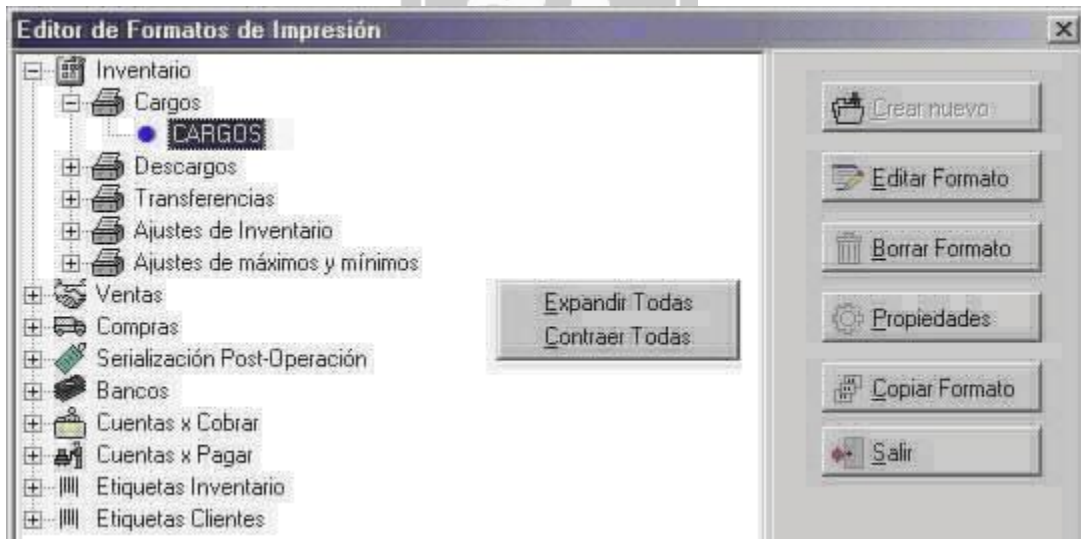 Editor de Formatos de Impresión
Inventario
Cargos
CARGOS
Descargos
Transferencias
Ajustes de Inventario
Ajustes de máximos y mínimos
Ventas
Compras
Serialización Post-Operación
Bancos
Cuentas x Cobrar
Cuentas x Pagar
Etiquetas Inventario
Etiquetas Clientes
Expandir Todas
Contraer Todas
Crear nuevo
Editar Formato
Borrar Formato
Propiedades
Copiar Formato
Salir